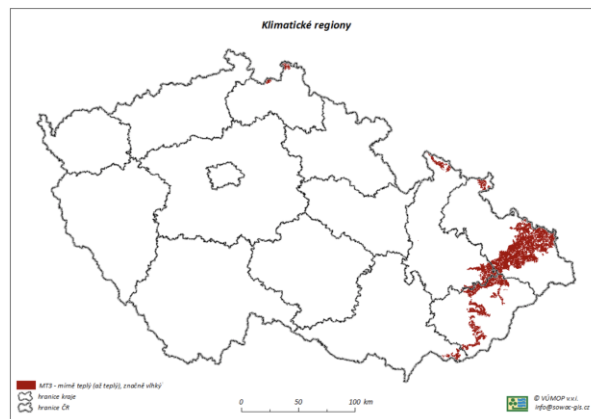 Klimatické regiony
MT3 - mírně teplý (až teplý), značně vlhký
hranice kraje
hranice ČR
0 50 100 km
© VÚMOP v.v.i.
info@sowac-gis.cz